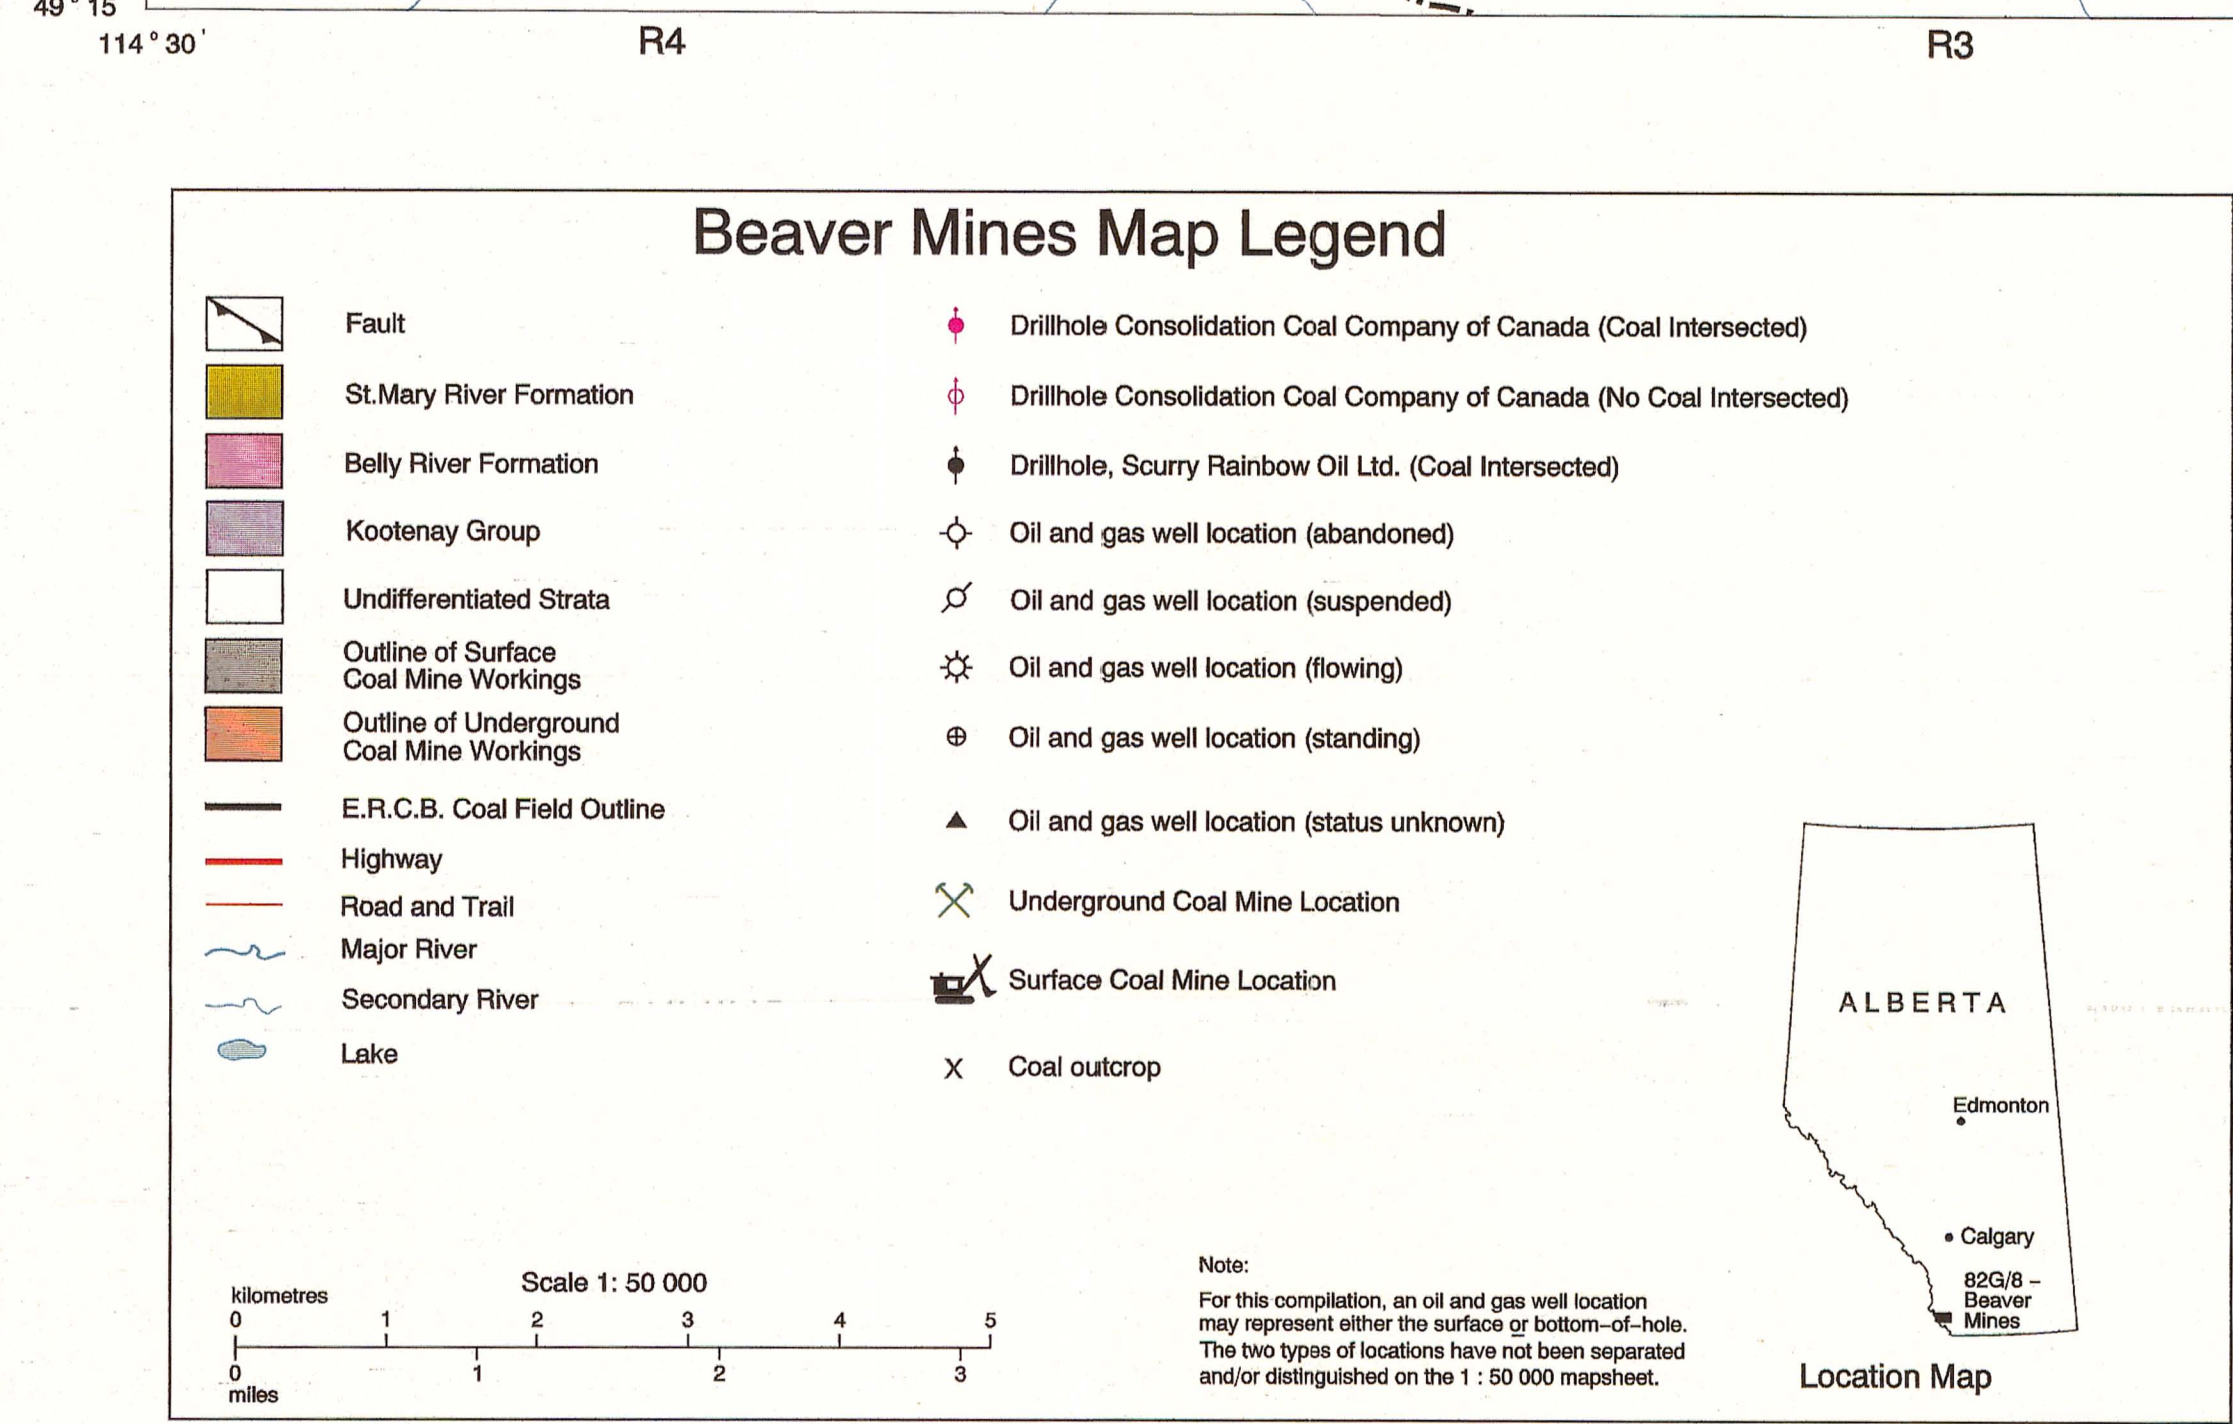 49° 15
114° 30'
R4
R3
Beaver Mines Map Legend
Fault
St.Mary River Formation
Belly River Formation
Kootenay Group
Undifferentiated Strata
Outline of Surface
Coal Mine Workings
Outline of Underground
Coal Mine Workings
E.R.C.B. Coal Field Outline
Highway
Road and Trail
Major River
Secondary River
Lake
Drillhole Consolidation Coal Company of Canada (Coal Intersected)
Drillhole Consolidation Coal Company of Canada (No Coal Intersected)
Drillhole, Scurry Rainbow Oil Ltd. (Coal Intersected)
Oil and gas well location (abandoned)
Oil and gas well location (suspended)
Oil and gas well location (flowing)
Oil and gas well location (standing)
Oil and gas well location (status unknown)
Underground Coal Mine Location
Surface Coal Mine Location
X Coal outcrop
Scale 1: 50 000
kilometres
0 1 2 3 4 5
0 1 2 3
miles
Note:
For this compilation, an oil and gas well location
may represent either the surface or bottom-of-hole.
The two types of locations have not been separated
and/or distinguished on the 1 : 50 000 mapsheet.
ALBERTA
Edmonton
Calgary
82G/8 –
Beaver
Mines
Location Map